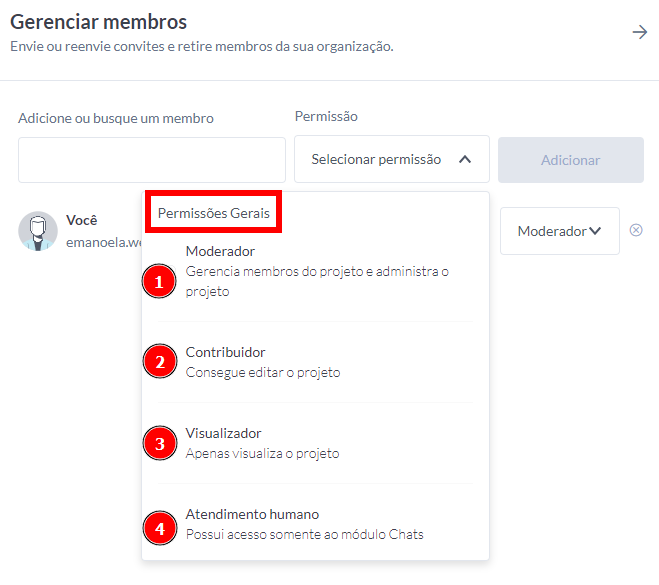 Gerenciar membros
Envie ou reenvie convites e retire membros da sua organização.
Adicione ou busque um membro
Permissão
Selecionar permissão
Adicionar
Você
emanoela.we
Moderador
Permissões Gerais
Moderador
1
Gerencia membros do projeto e administra o
projeto
Contribuidor
2
Consegue editar o projeto
Visualizador
3
Apenas visualiza o projeto
Atendimento humano
4
Possui acesso somente ao módulo Chats